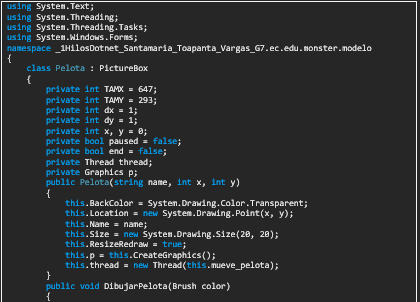 using System.Text;
using System.Threading;
using System.Threading.Tasks;
using System.Windows.Forms;
namespace _1HilosDotnet_Santamaria_Toapanta_Vargas_G7.ec.edu.monster.modelo
{
    class Pelota : PictureBox
    {
        private int TAMX = 647;
        private int TAMY = 293;
        private int dx = 1;
        private int dy = 1;
        private int x, y = 0;
        private bool paused = false;
        private bool end = false;
        private Thread thread;
        private Graphics p;
        public Pelota(string name, int x, int y)
        {
            this.BackColor = System.Drawing.Color.Transparent;
            this.Location = new System.Drawing.Point(x, y);
            this.Name = name;
            this.Size = new System.Drawing.Size(20, 20);
            this.ResizeRedraw = true;
            this.p = this.CreateGraphics();
            this.thread = new Thread(this.mueve_pelota);
        }
        public void DibujarPelota(Brush color)
        {